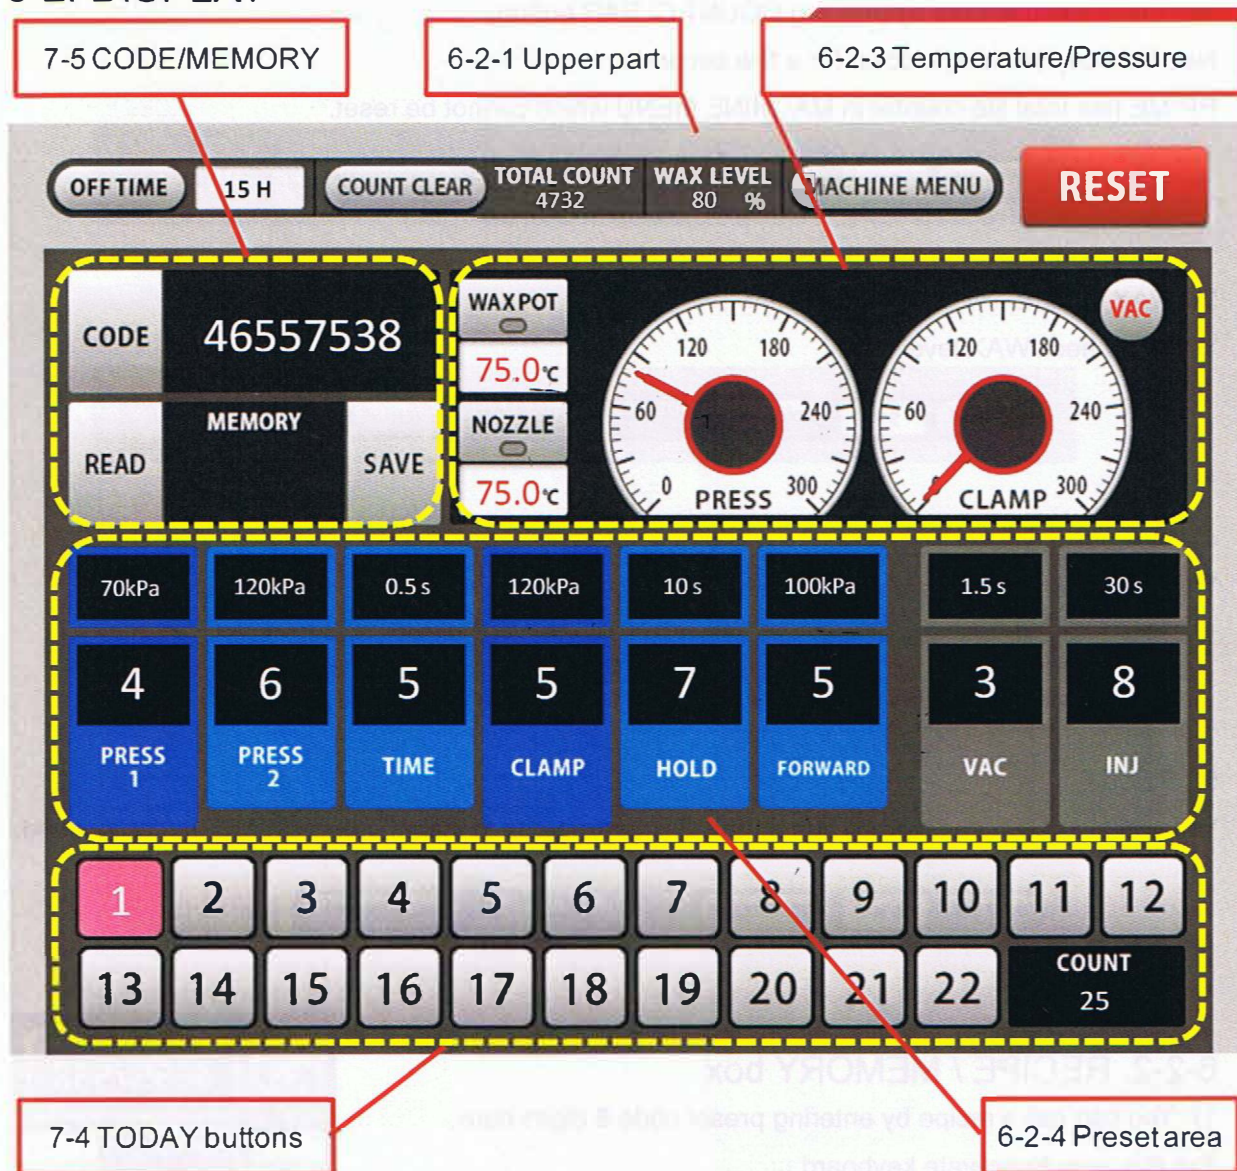 7-5 CODE/MEMORY
6-2-1 Upper part
6-2-3 Temperature/Pressure
OFF TIME
15 H
COUNT CLEAR
TOTAL COUNT
4732
WAX LEVEL
80 %
MACHINE MENU
RESET
CODE
46557538
READ
MEMORY
SAVE
WAXPOT
75.0℃
NOZZLE
75.0℃
0 60 120 180 240 300
PRESS
60 120 180 240 300
CLAMP
VAC
70kPa 120kPa 0.5 s 120kPa 10 s 100kPa 1.5 s 30 s
4 6 5 5 7 5 3 8
PRESS 1
PRESS 2
TIME
CLAMP
HOLD
FORWARD
VAC
INJ
1 2 3 4 5 6 7 8 9 10 11 12
13 14 15 16 17 18 19 20 21 22
COUNT
25
6-2-2. RECIPE / MEMORY box
7-4 TODAY buttons
6-2-4 Preset area